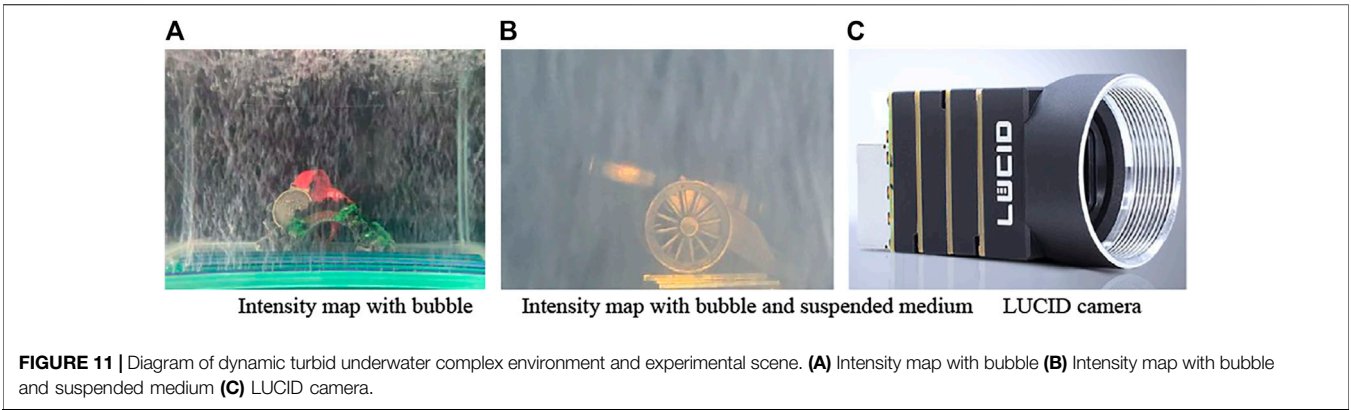 A B C
LUCID
Intensity map with bubble Intensity map with bubble and suspended medium LUCID camera
FIGURE 11 | Diagram of dynamic turbid underwater complex environment and experimental scene. (A) Intensity map with bubble (B) Intensity map with bubble
and suspended medium (C) LUCID camera.